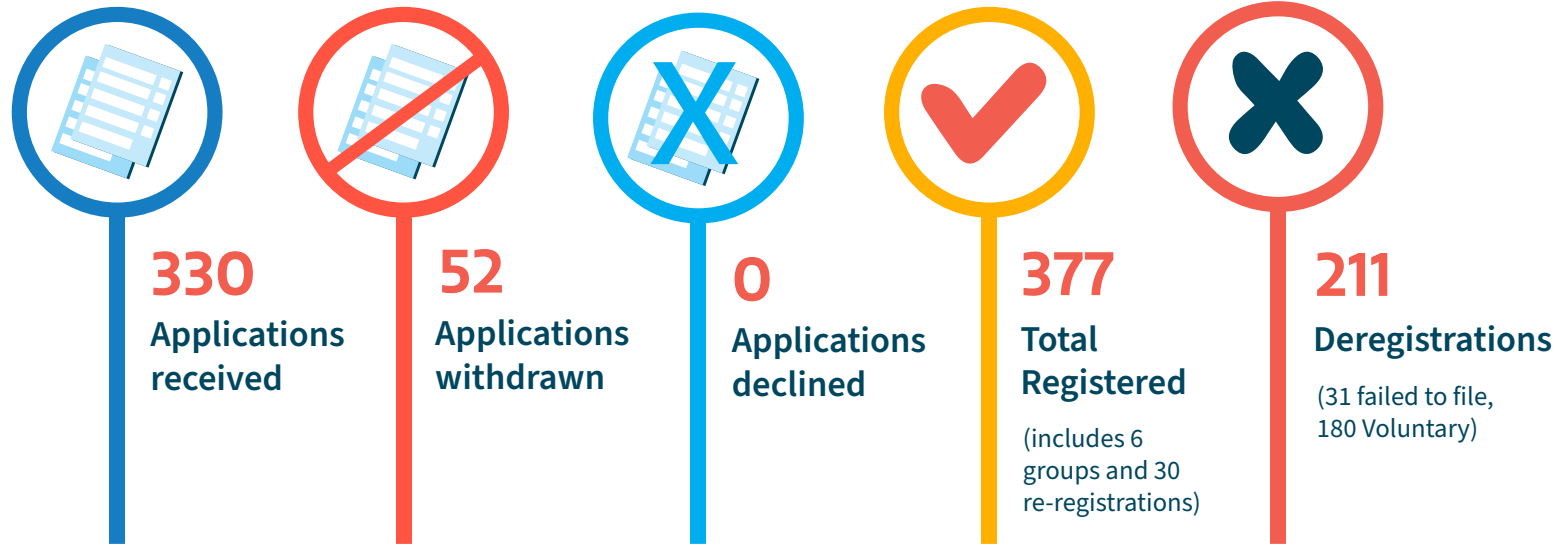 330
Applications
received
52
Applications
withdrawn
0
Applications
declined
377
Total
Registered
(includes 6
groups and 30
re-registrations)
211
Deregistrations
(31 failed to file,
180 Voluntary)